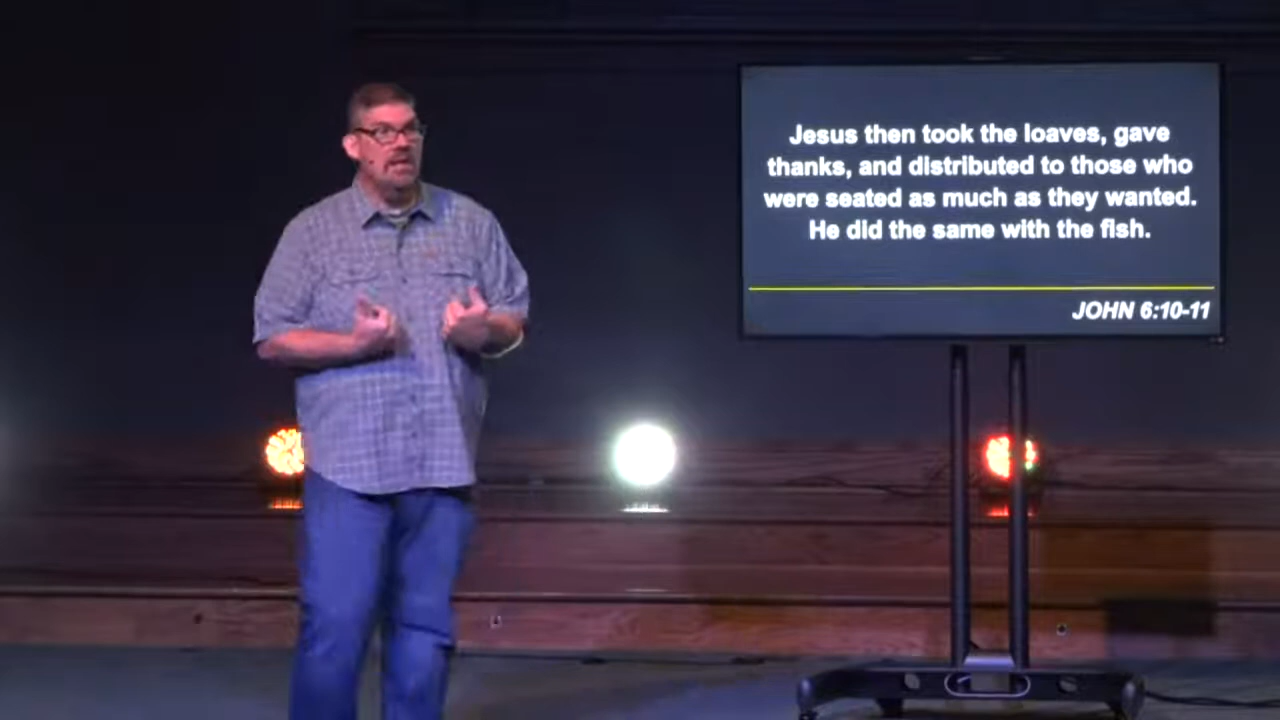 Jesus then took the loaves, gave
thanks, and distributed to those who
were seated as much as they wanted.
He did the same with the fish.
JOHN 6:10-11